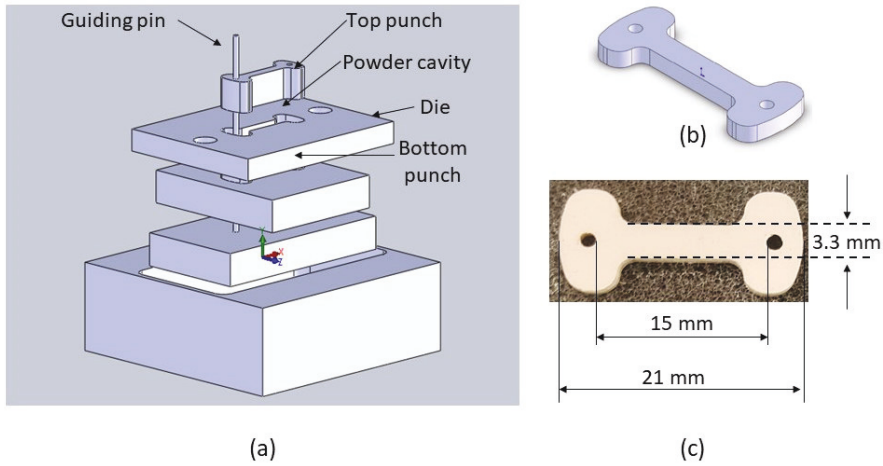 Guiding pin
Top punch
Powder cavity
Die
Bottom
punch
Y
X
Z
(a)
(b)
3.3 mm
15 mm
21 mm
(c)